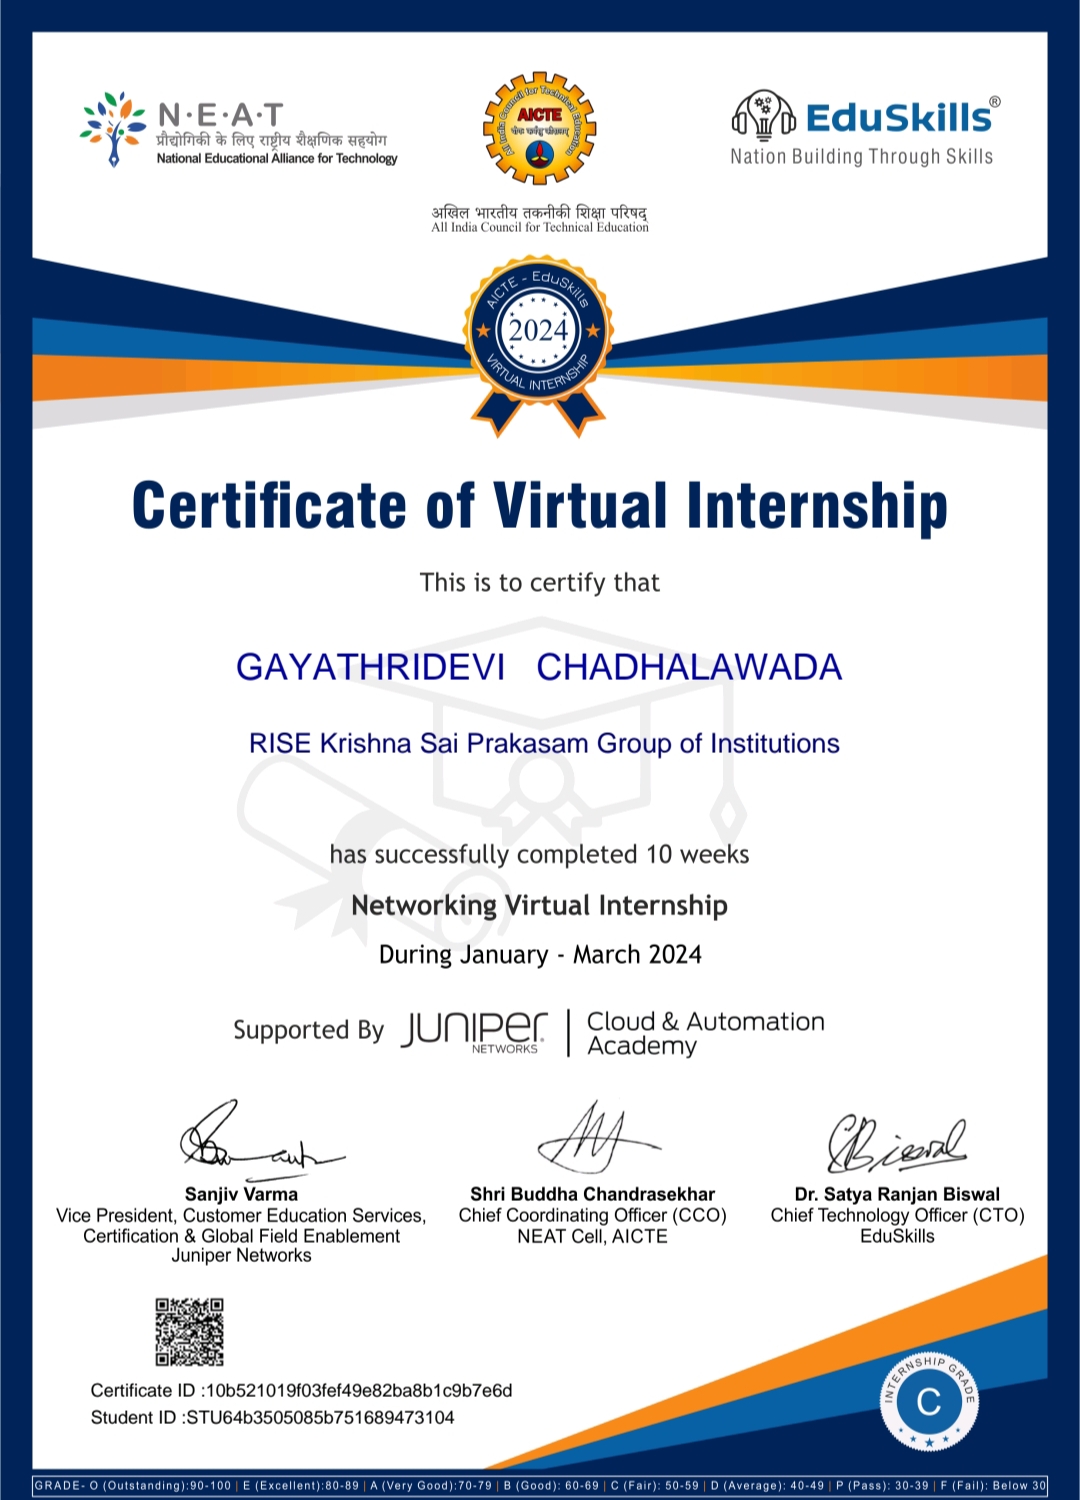 N·E·A·T
प्रौद्योगिकी के लिए राष्ट्रीय शैक्षणिक सहयोग
National Educational Alliance for Technology
All India Council for Technical Education
AICTE
EduSkills®
Nation Building Through Skills
अखिल भारतीय तकनीकी शिक्षा परिषद्
All India Council for Technical Education
AICTE - EduSkills
2024
VIRTUAL INTERNSHIP
Certificate of Virtual Internship
This is to certify that
GAYATHRIDEVI CHADHALAWADA
RISE Krishna Sai Prakasam Group of Institutions
has successfully completed 10 weeks
Networking Virtual Internship
During January - March 2024
Supported By JUNIPER NETWORKS | Cloud & Automation Academy
Sanjiv Varma
Vice President, Customer Education Services,
Certification & Global Field Enablement
Juniper Networks
Shri Buddha Chandrasekhar
Chief Coordinating Officer (CCO)
NEAT Cell, AICTE
Dr. Satya Ranjan Biswal
Chief Technology Officer (CTO)
EduSkills
Certificate ID :10b521019f03fef49e82ba8b1c9b7e6d
Student ID :STU64b3505085b751689473104
INTERNSHIP GRADE
C
GRADE- O (Outstanding):90-100 | E (Excellent):80-89 | A (Very Good):70-79 | B (Good): 60-69 | C (Fair): 50-59 | D (Average): 40-49 | P (Pass): 30-39 | F (Fail): Below 30